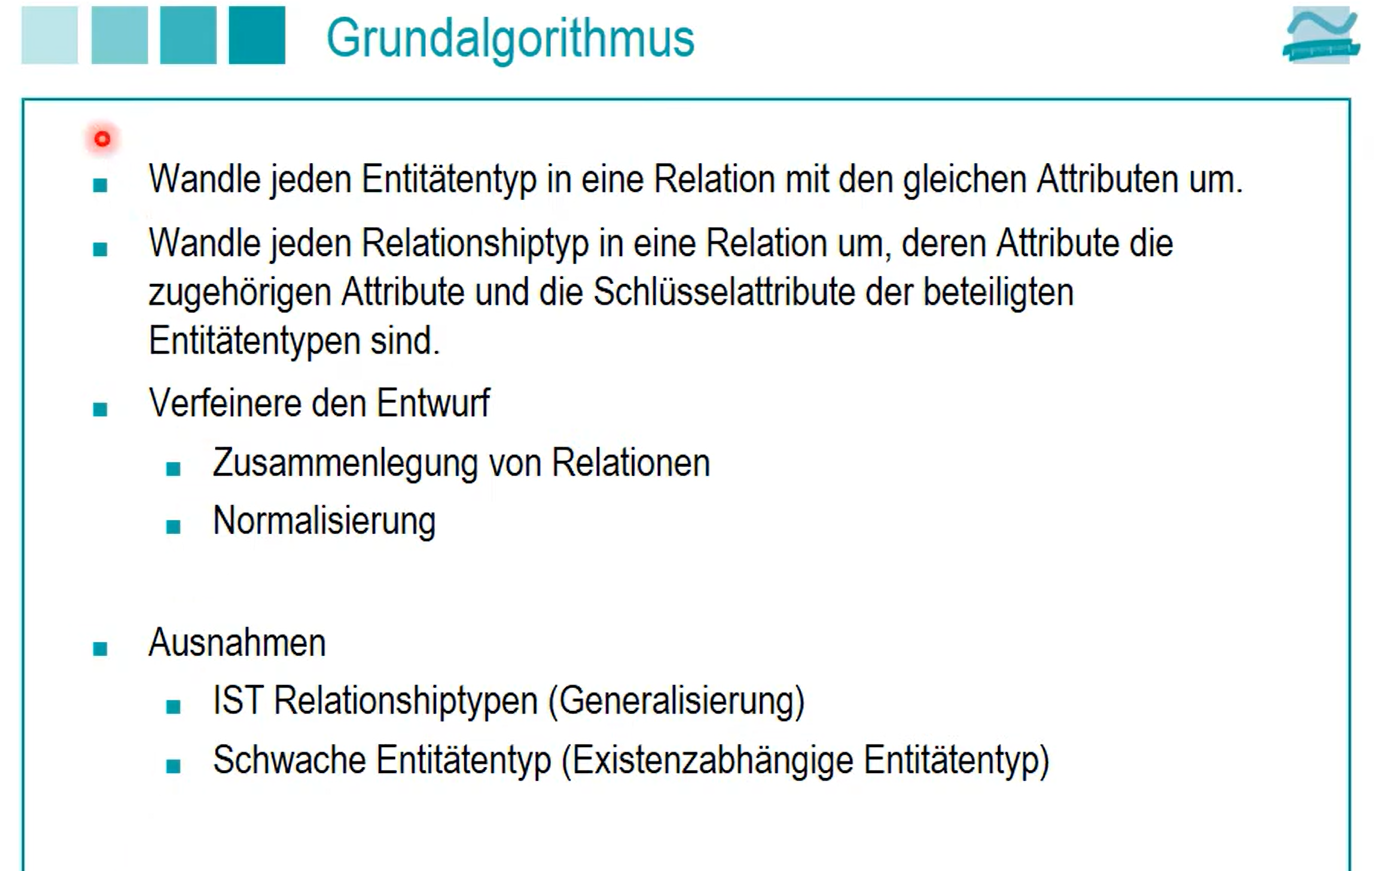 Grundalgorithmus
Wandle jeden Entitätentyp in eine Relation mit den gleichen Attributen um.
Wandle jeden Relationshiptyp in eine Relation um, deren Attribute die
zugehörigen Attribute und die Schlüsselattribute der beteiligten
Entitätentypen sind.
Verfeinere den Entwurf
Zusammenlegung von Relationen
Normalisierung
Ausnahmen
IST Relationshiptypen (Generalisierung)
Schwache Entitätentyp (Existenzabhängige Entitätentyp)